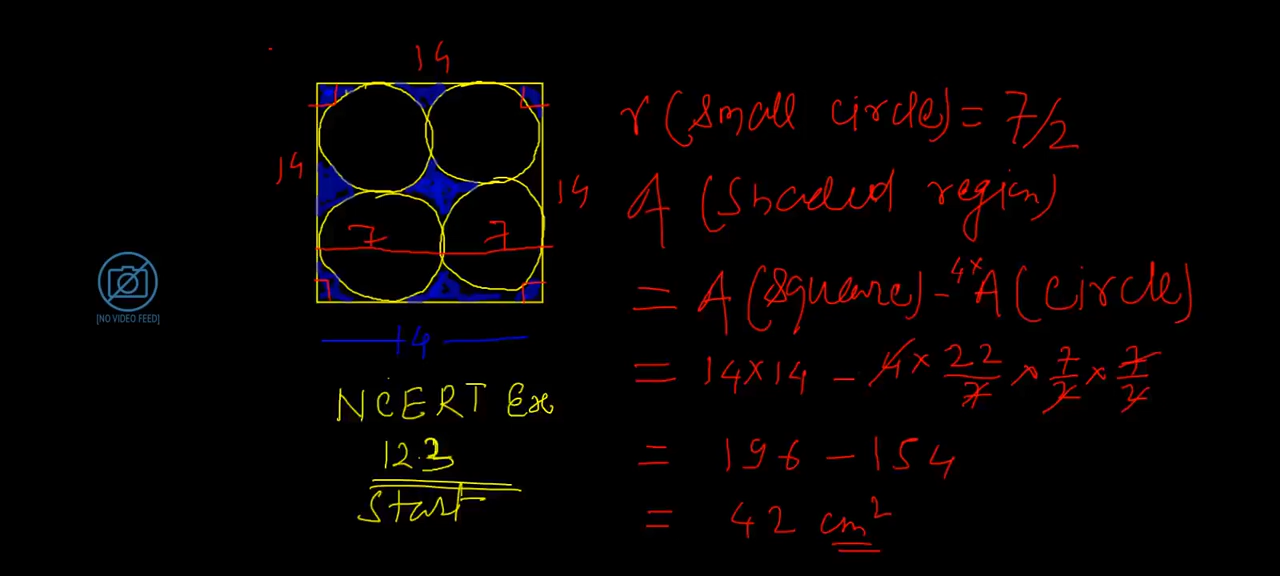 14
14
14
7 7
14
[NO VIDEO FEED]
NCERT Ex
12.3
Start
r (small circle) = 7/2
A (Shaded region)
= A (square) - 4× A (circle)
= 14 × 14 - 4 × 22/7 × 7/2 × 7/2
= 196 - 154
= 42 cm²